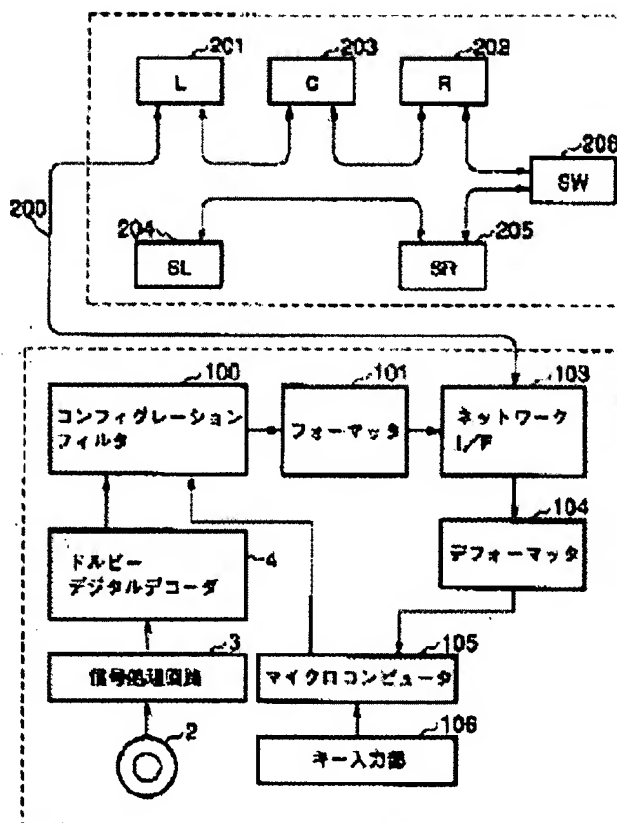 201
203
202
L
C
R
206
SW
200
204
205
SL
SR
100
101
103
コンフィグレーション
フィルタ
フォーマッタ
ネットワーク
I/F
104
デフォーマッタ
ドルビー
デジタルデコーダ
4
3
105
信号処理回路
マイクロコンピュータ
2
106
キー入力部